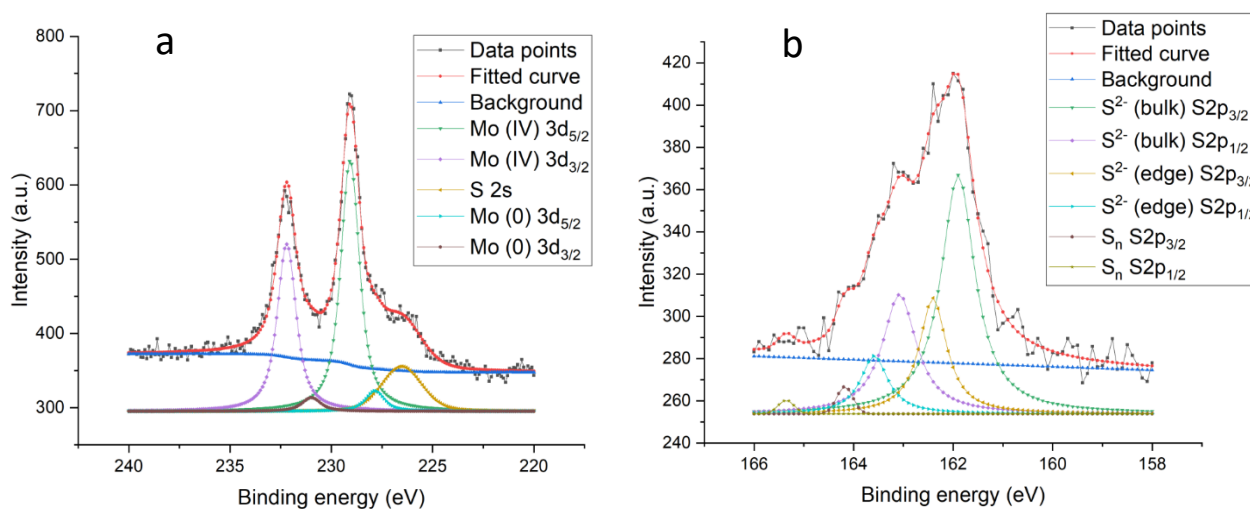 a
800
700
600
500
400
300
Intensity (a.u.)
240
235
230
225
220
Binding energy (eV)
Data points
Fitted curve
Background
Mo (IV) 3d5/2
Mo (IV) 3d3/2
S 2s
Mo (0) 3d5/2
Mo (0) 3d3/2
b
420
400
380
360
340
320
300
280
260
240
Intensity (a.u.)
166
164
162
160
158
Binding energy (eV)
Data points
Fitted curve
Background
S2- (bulk) S2p3/2
S2- (bulk) S2p1/2
S2- (edge) S2p3/2
S2- (edge) S2p1/2
Sn S2p3/2
Sn S2p1/2